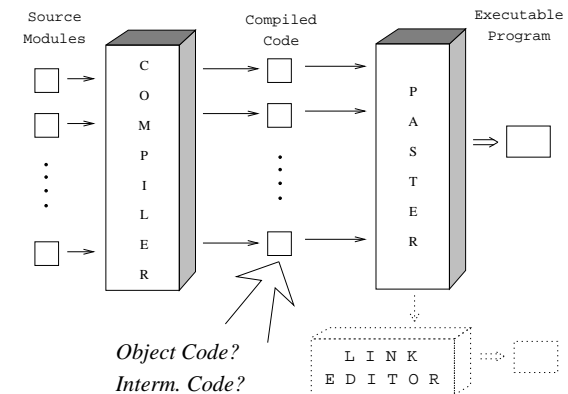 Source
Modules
Compiled
Code
Executable
Program
C
O
M
P
I
L
E
R
P
A
S
T
E
R
Object Code?
Interm. Code?
L I N K
E D I T O R